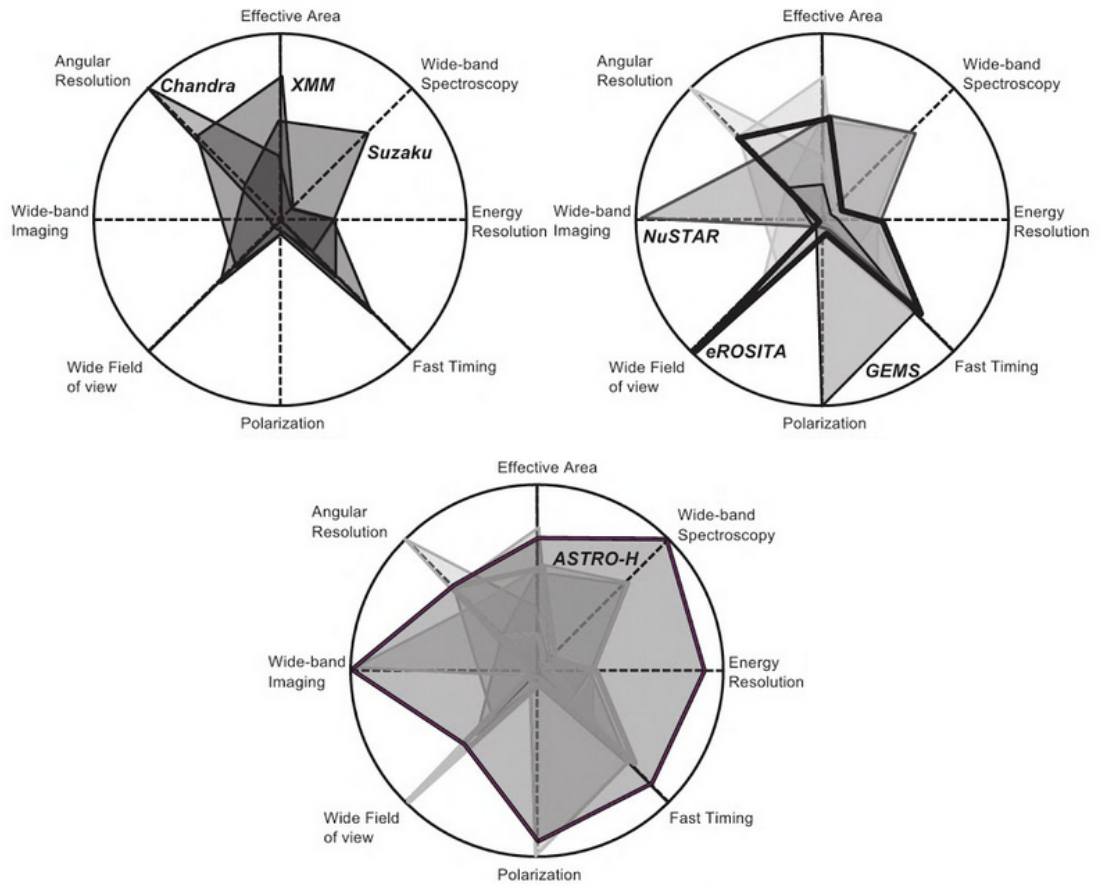 Effective Area
Angular
Resolution
Chandra
XMM
Wide-band
Spectroscopy
Suzaku
Wide-band
Imaging
Energy
Resolution
Wide Field
of view
Fast Timing
Polarization
Effective Area
Angular
Resolution
Wide-band
Spectroscopy
Wide-band
Imaging
NuSTAR
Energy
Resolution
eROSITA
Wide Field
of view
GEMS
Fast Timing
Polarization
Effective Area
Angular
Resolution
Wide-band
Spectroscopy
ASTRO-H
Wide-band
Imaging
Energy
Resolution
Wide Field
of view
Fast Timing
Polarization